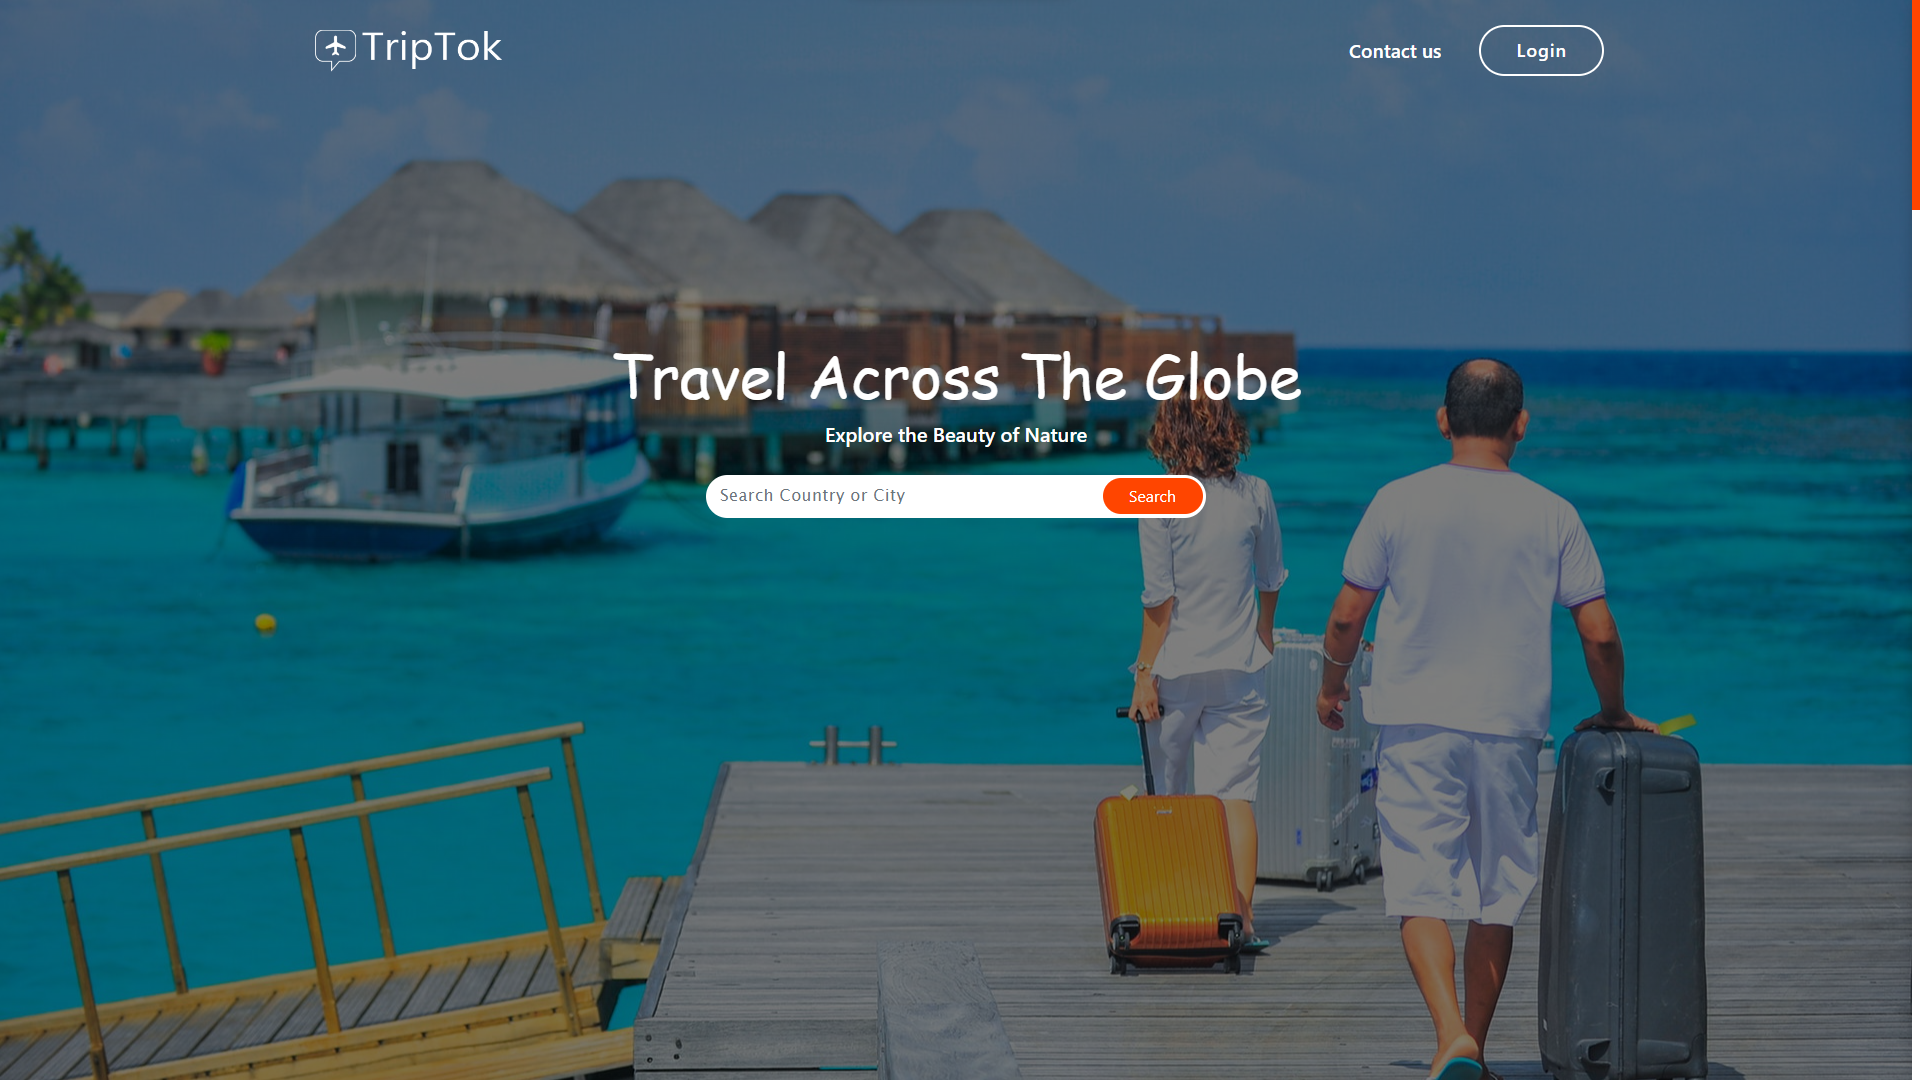 TripTok
Contact us
Login
Travel Across The Globe
Explore the Beauty of Nature
Search Country or City
Search